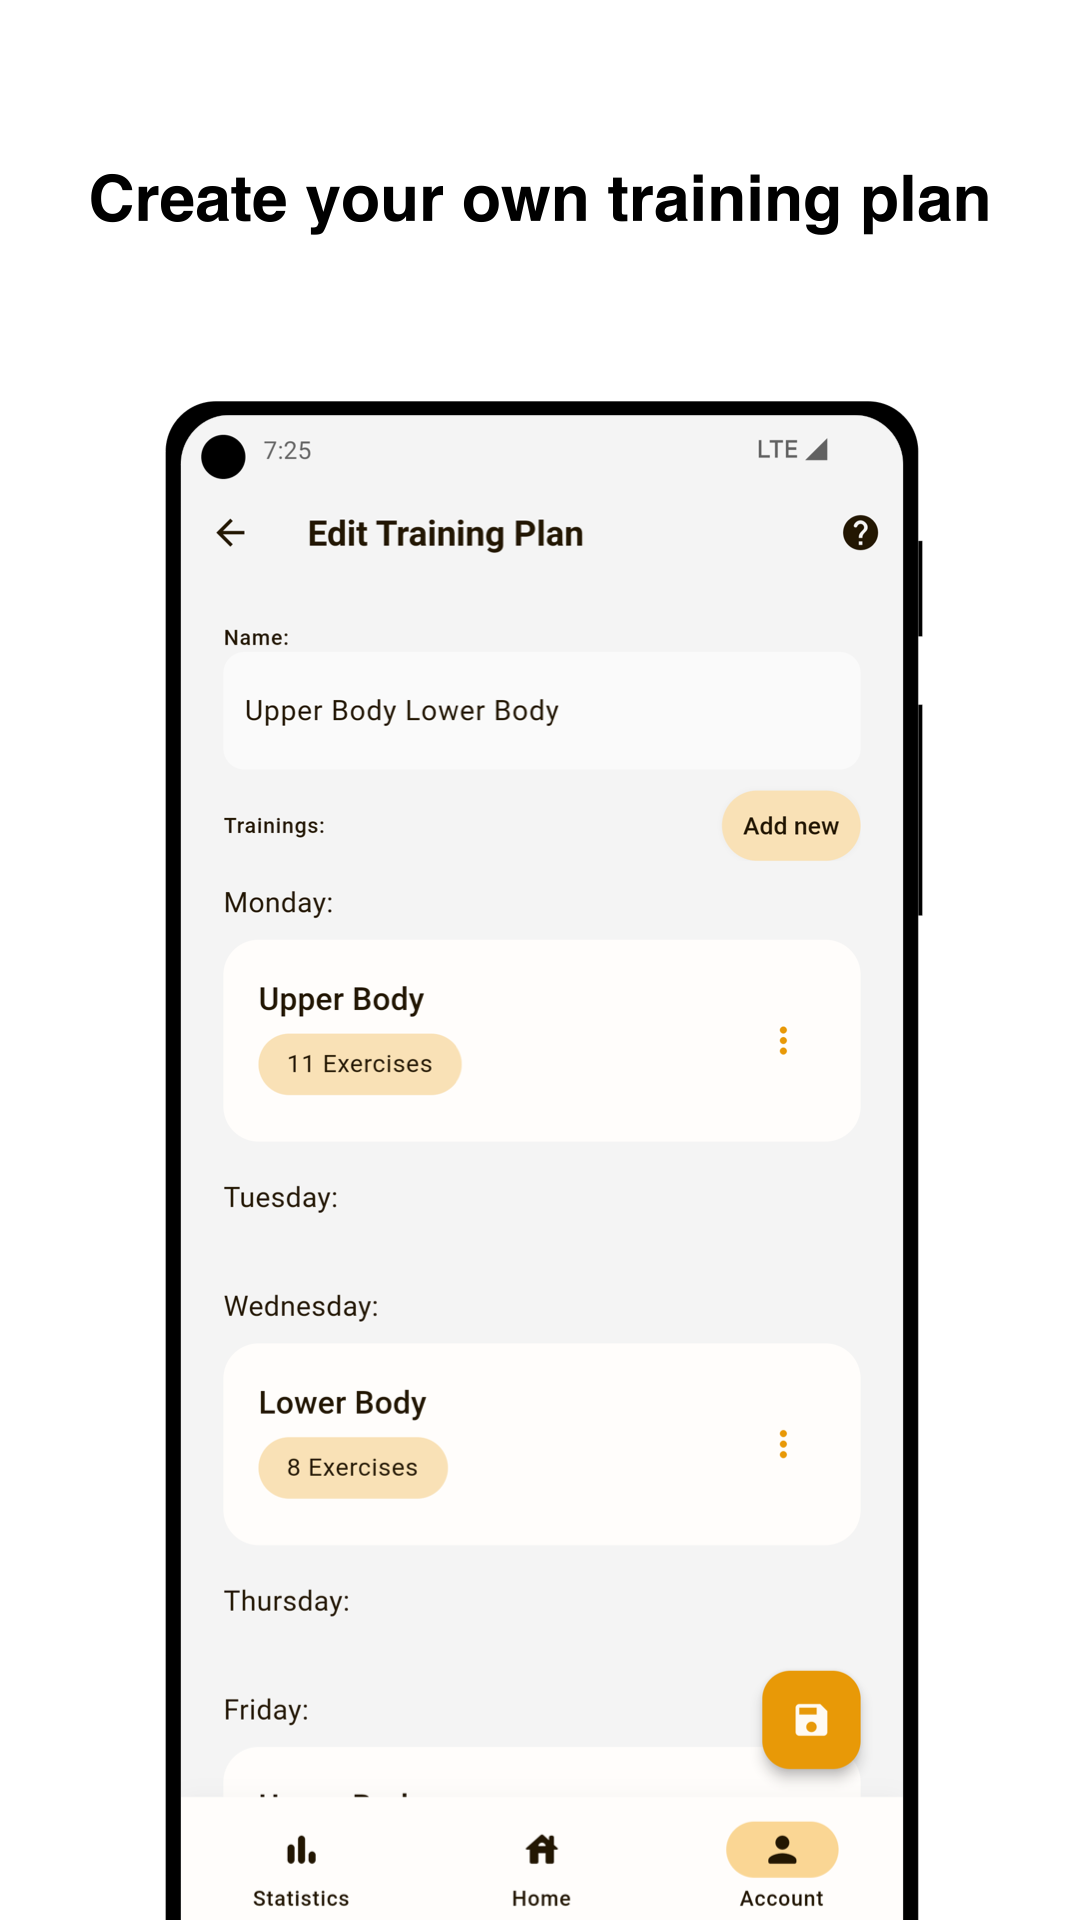 Create your own training plan
7:25
LTE
Edit Training Plan
Name:
Upper Body Lower Body
Trainings:
Add new
Monday:
Upper Body
11 Exercises
Tuesday:
Wednesday:
Lower Body
8 Exercises
Thursday:
Friday:
Statistics
Home
Account